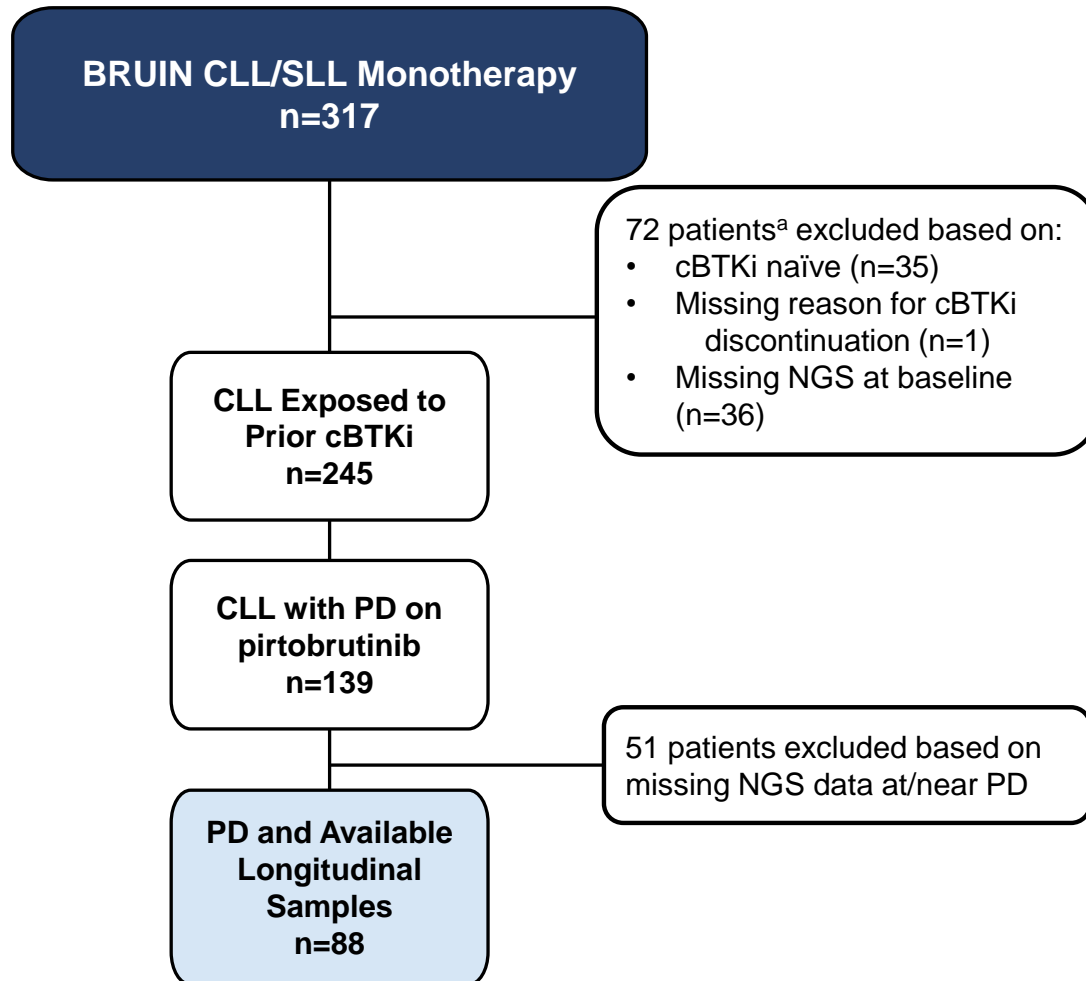 BRUIN CLL/SLL Monotherapy
n=317
72 patientsᵃ excluded based on:
• cBTKi naïve (n=35)
• Missing reason for cBTKi
discontinuation (n=1)
• Missing NGS at baseline
(n=36)
CLL Exposed to
Prior cBTKi
n=245
CLL with PD on
pirtobrutinib
n=139
51 patients excluded based on
missing NGS data at/near PD
PD and Available
Longitudinal
Samples
n=88